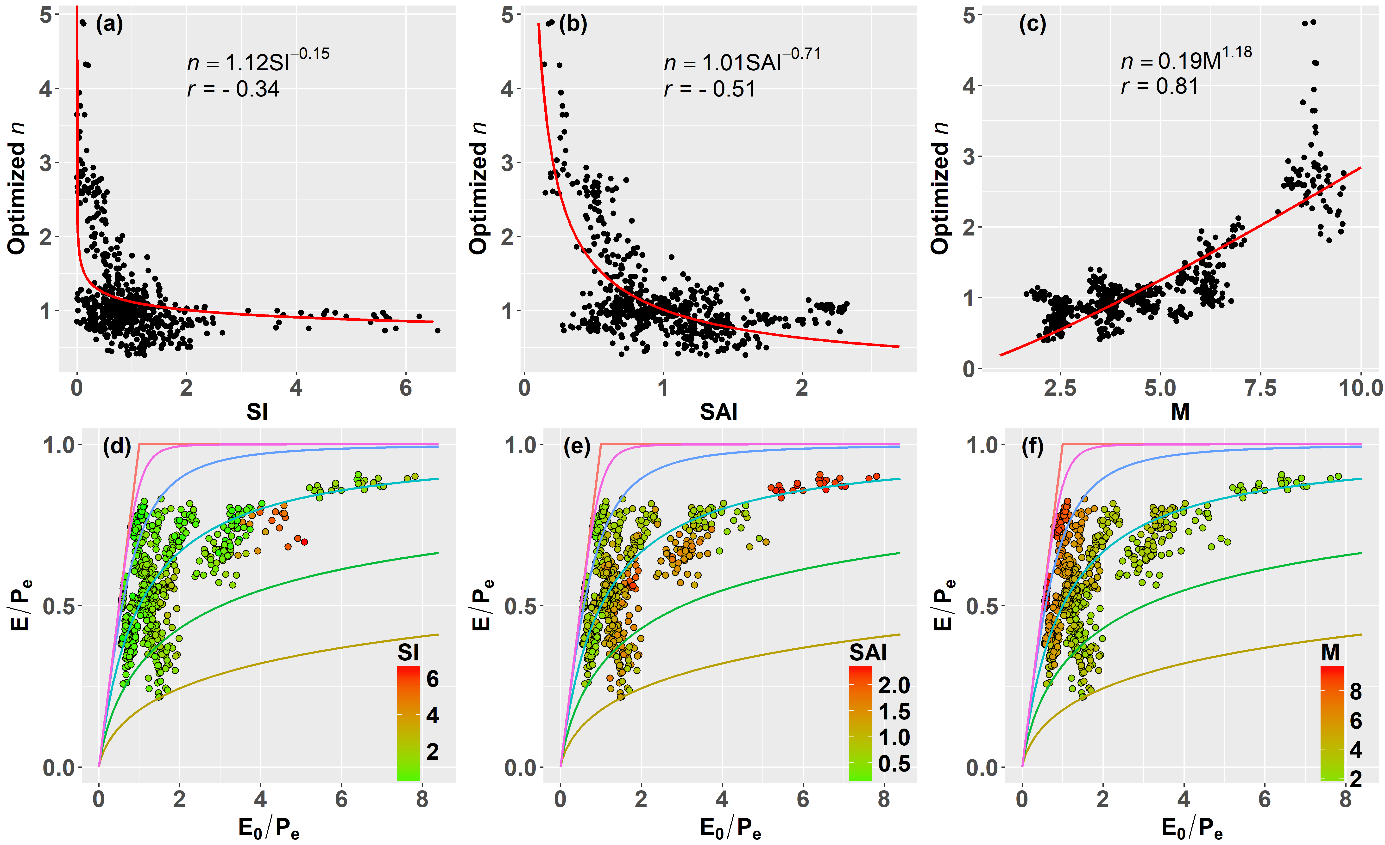 (a)
n = 1.12SI^−0.15
r = - 0.34
Optimized n
5
4
3
2
1
0
2
4
6
SI
(b)
n = 1.01SAI^−0.71
r = - 0.51
Optimized n
5
4
3
2
1
0
1
2
SAI
(c)
n = 0.19M^1.18
r = 0.81
Optimized n
5
4
3
2
1
0
2.5
5.0
7.5
10.0
M
(d)
E/Pe
1.0
0.5
0.0
SI
6
4
2
0
2
4
6
8
E0/Pe
(e)
E/Pe
1.0
0.5
0.0
SAI
2.0
1.5
1.0
0.5
0
2
4
6
8
E0/Pe
(f)
E/Pe
1.0
0.5
0.0
M
8
6
4
2
0
2
4
6
8
E0/Pe